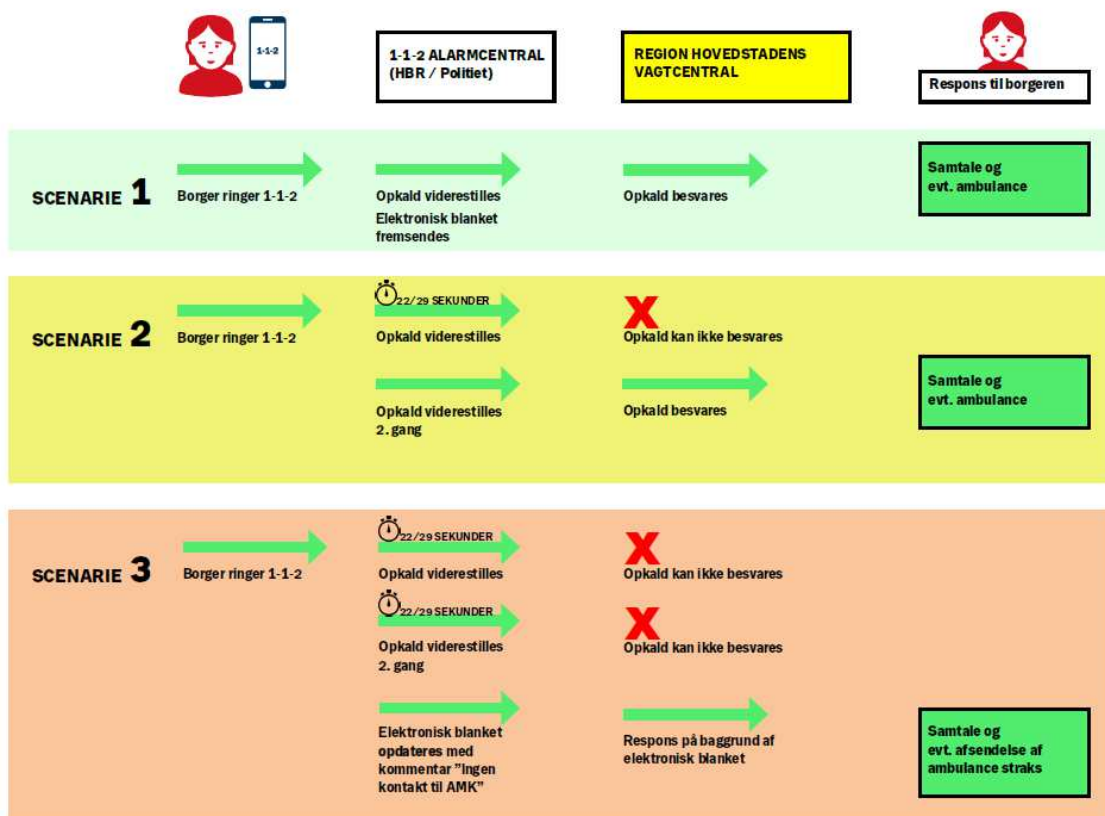 1-1-2
1-1-2 ALARMCENTRAL
(HBR / Politiet)
REGION HOVEDSTADENS
VAGTCENTRAL
Respons til borgeren
SCENARIE 1
Borger ringer 1-1-2
Opkald viderestilles
Elektronisk blanket
fremsendes
Opkald besvares
Samtale og
evt. ambulance
SCENARIE 2
Borger ringer 1-1-2
22/29 SEKUNDER
Opkald viderestilles
X
Opkald kan ikke besvares
Opkald viderestilles
2. gang
Opkald besvares
Samtale og
evt. ambulance
SCENARIE 3
Borger ringer 1-1-2
22/29 SEKUNDER
Opkald viderestilles
X
Opkald kan ikke besvares
22/29 SEKUNDER
Opkald viderestilles
2. gang
X
Opkald kan ikke besvares
Elektronisk blanket
opdateres med
kommentar ”Ingen
kontakt til AMK”
Respons på baggrund af
elektronisk blanket
Samtale og
evt. afsendelse af
ambulance straks